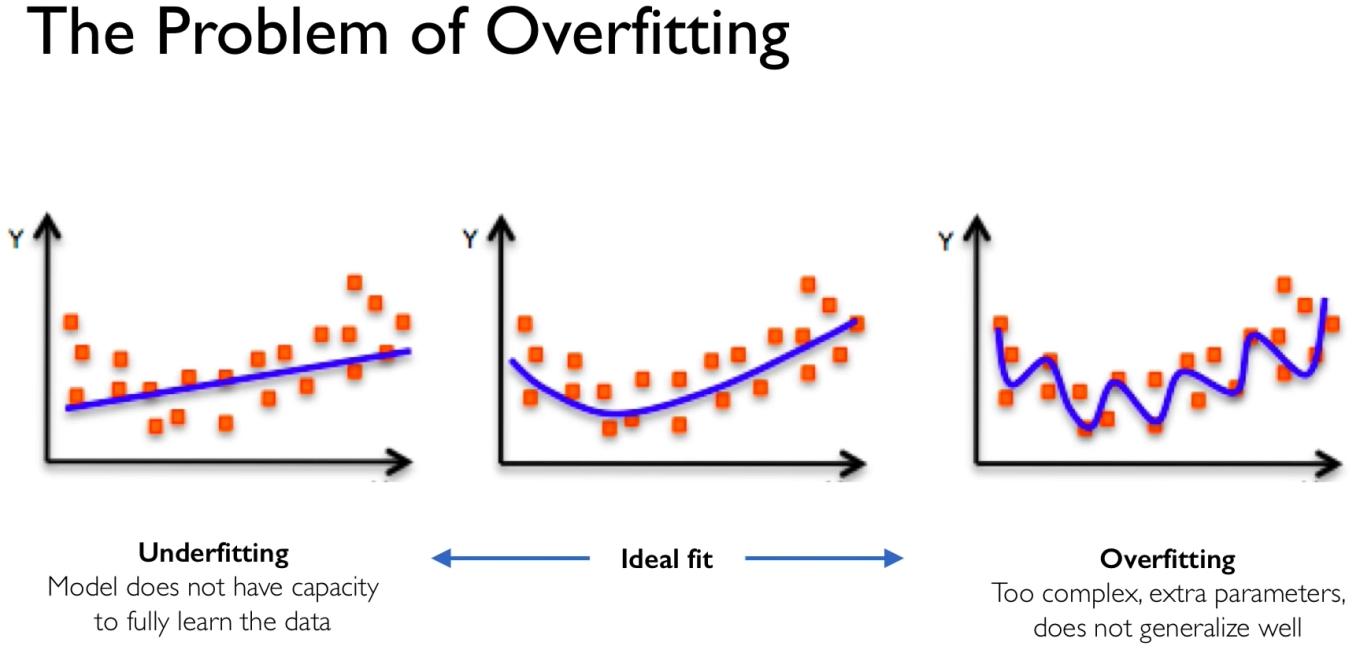 The Problem of Overfitting
Y
Y
Y
Underfitting
Model does not have capacity
to fully learn the data
Ideal fit
Overfitting
Too complex, extra parameters,
does not generalize well